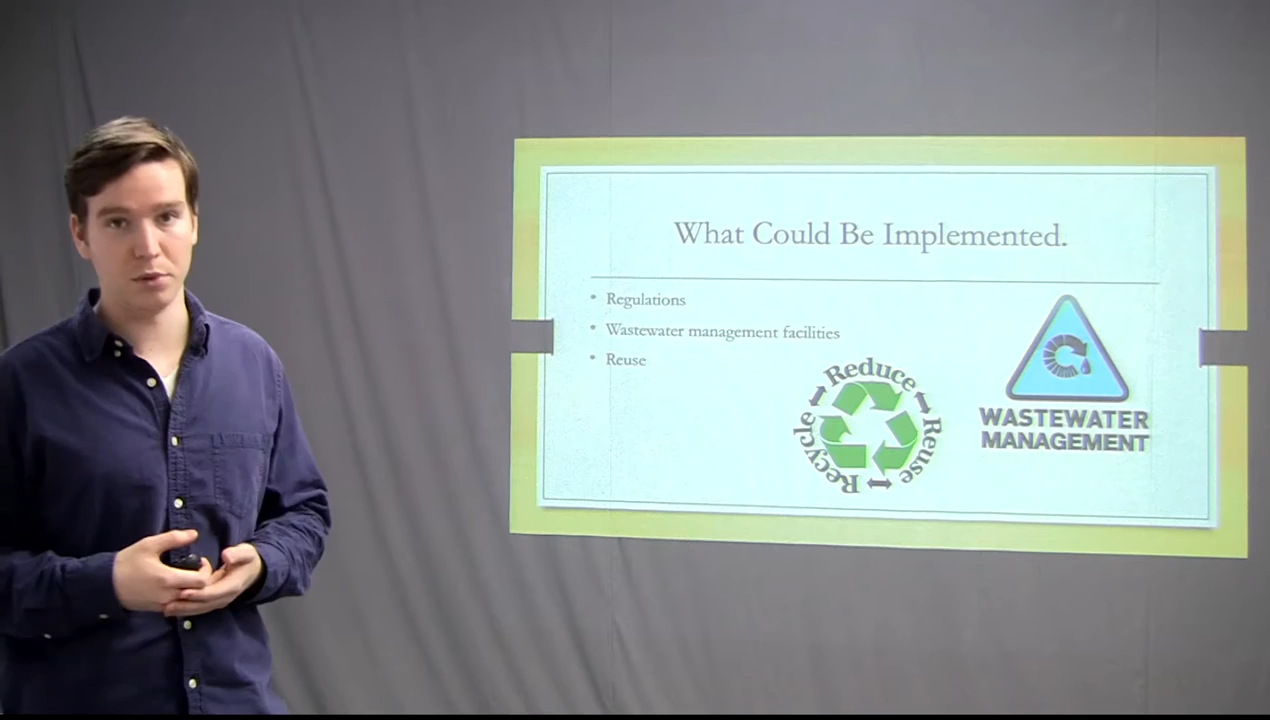 What Could Be Implemented.
• Regulations
• Wastewater management facilities
• Reuse
Reduce
Reuse
Recycle
WASTEWATER
MANAGEMENT